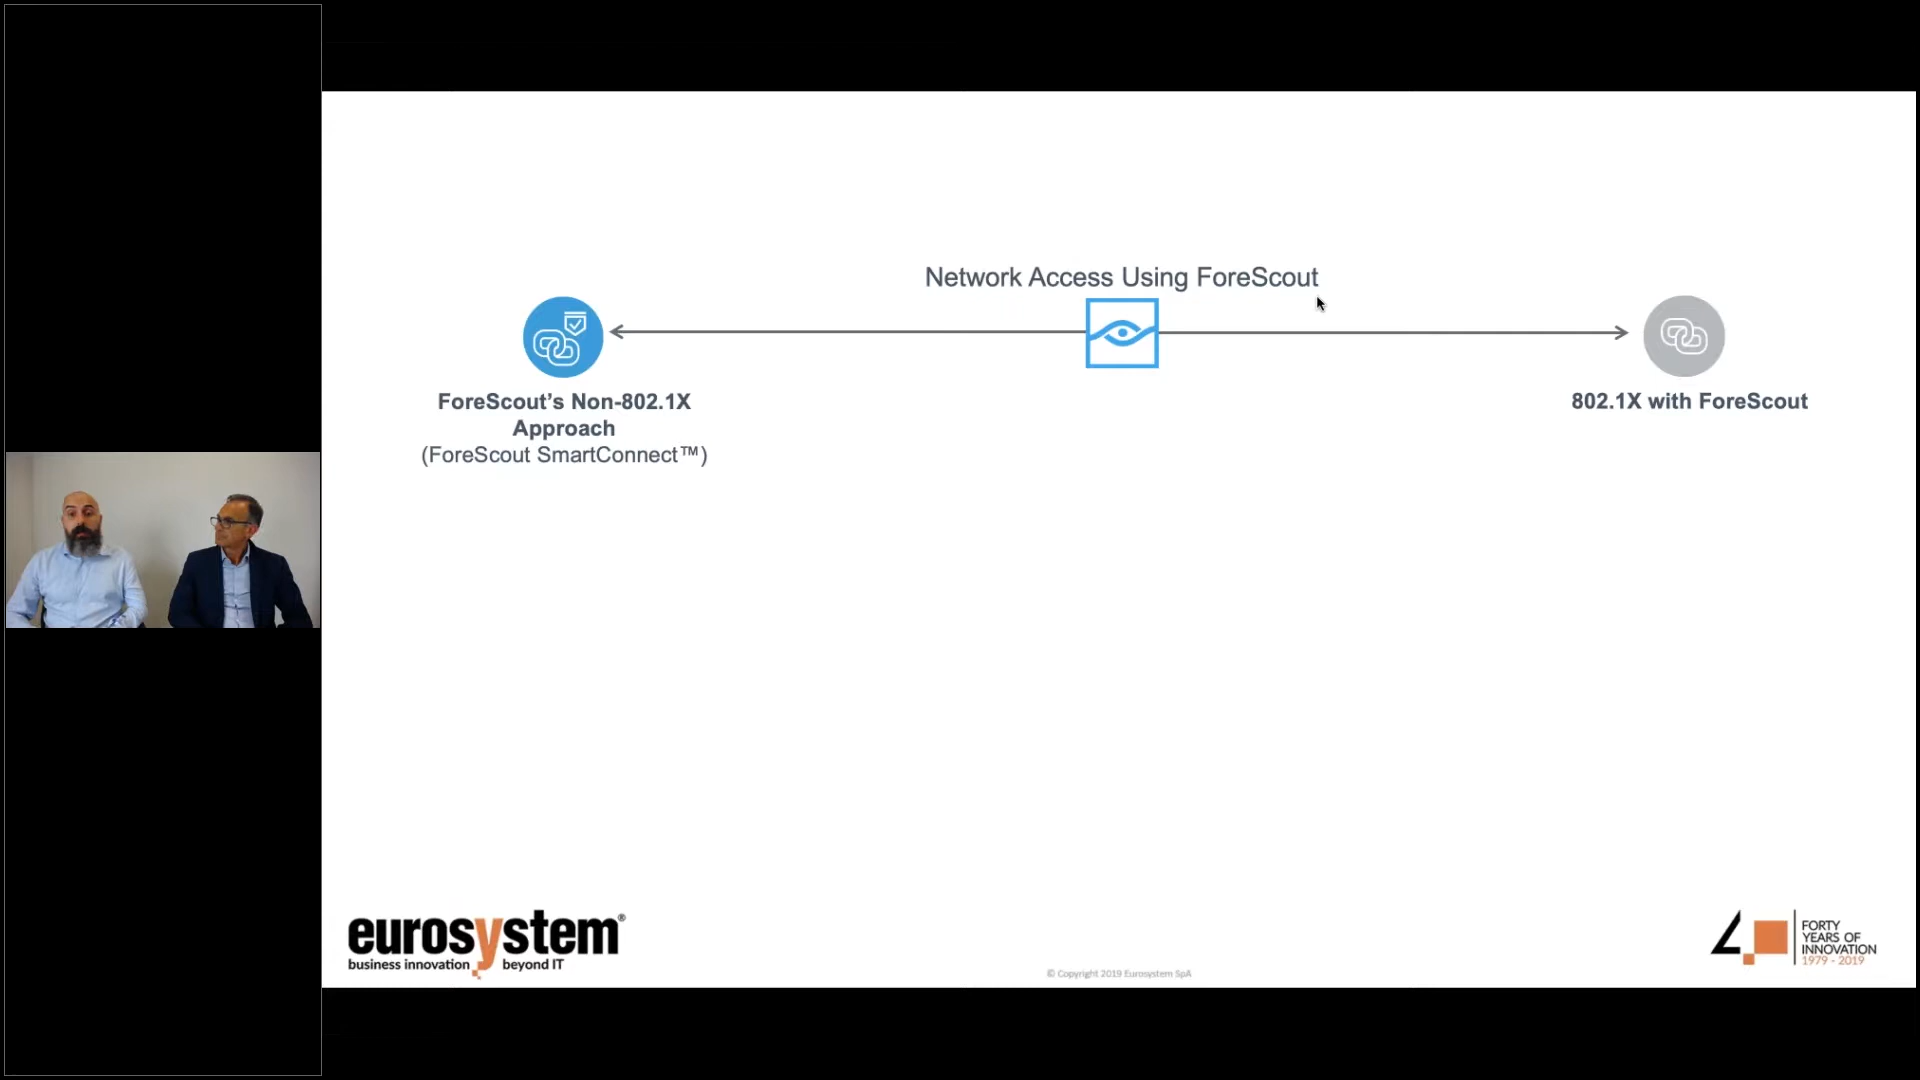 Network Access Using ForeScout
ForeScout’s Non-802.1X
Approach
(ForeScout SmartConnect™)
802.1X with ForeScout
eurosystem®
business innovation beyond IT
© Copyright 2019 Eurosystem SpA
4
FORTY
YEARS OF
INNOVATION
1979 - 2019